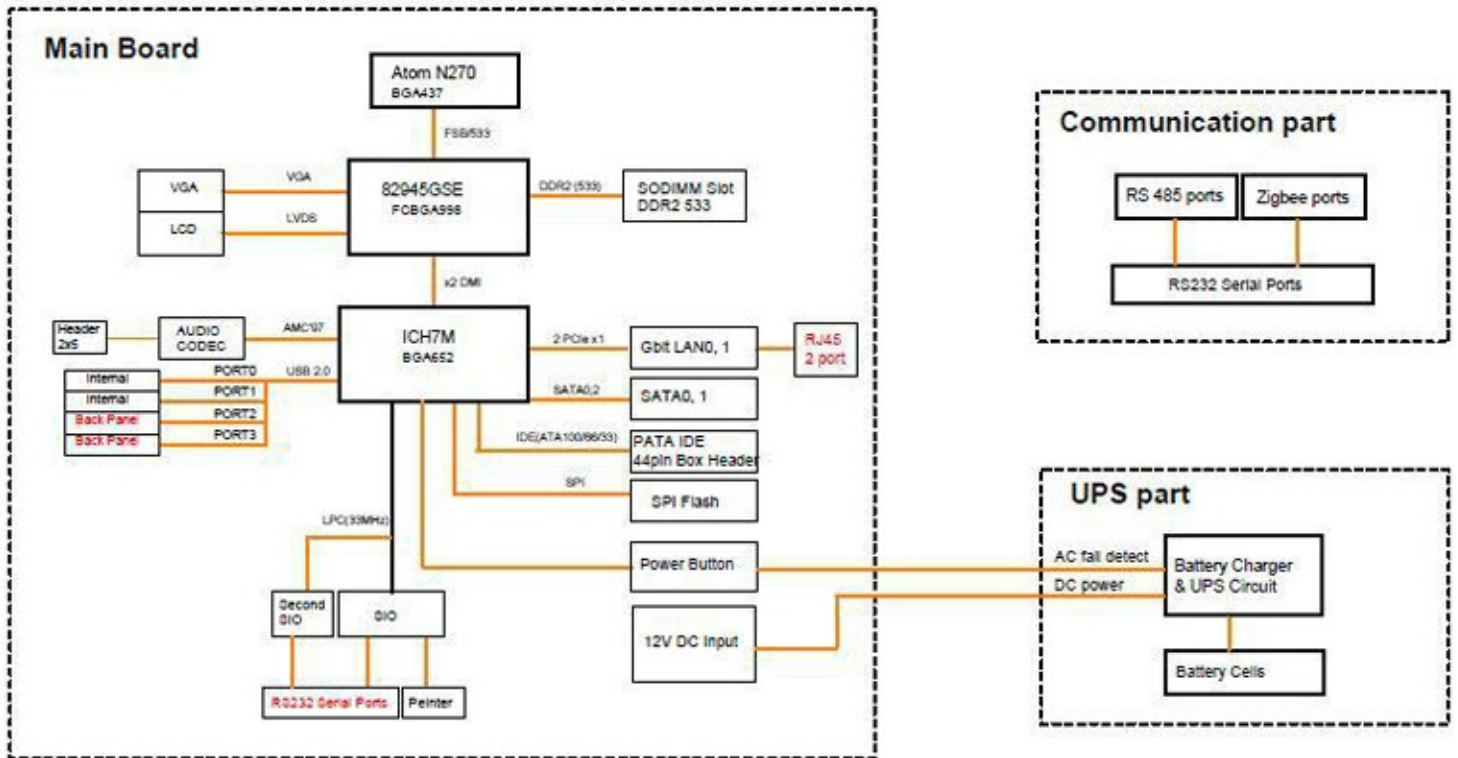 Main Board
Atom N270
BGA437
FSB/533
VGA
VGA
82945GSE
FCBGA998
DDR2 (533)
SODIMM Slot
DDR2 533
LCD
LVDS
x2 DMI
Header
2x5
AUDIO
CODEC
AMC'97
ICH7M
BGA652
2 PCIe x1
Gbit LAN0, 1
RJ45
2 port
Internal
PORT0
USB 2.0
Internal
PORT1
Back Panel
PORT2
Back Panel
PORT3
SATA0,2
SATA0, 1
IDE(ATA100/66/33)
PATA IDE
44pin Box Header
SPI
SPI Flash
LPC(33MHz)
Power Button
Second
SIO
SIO
12V DC Input
RS232 Serial Ports
Peinter
Communication part
RS 485 ports
Zigbee ports
RS232 Serial Ports
UPS part
AC fail detect
DC power
Battery Charger
& UPS Circuit
Battery Cells